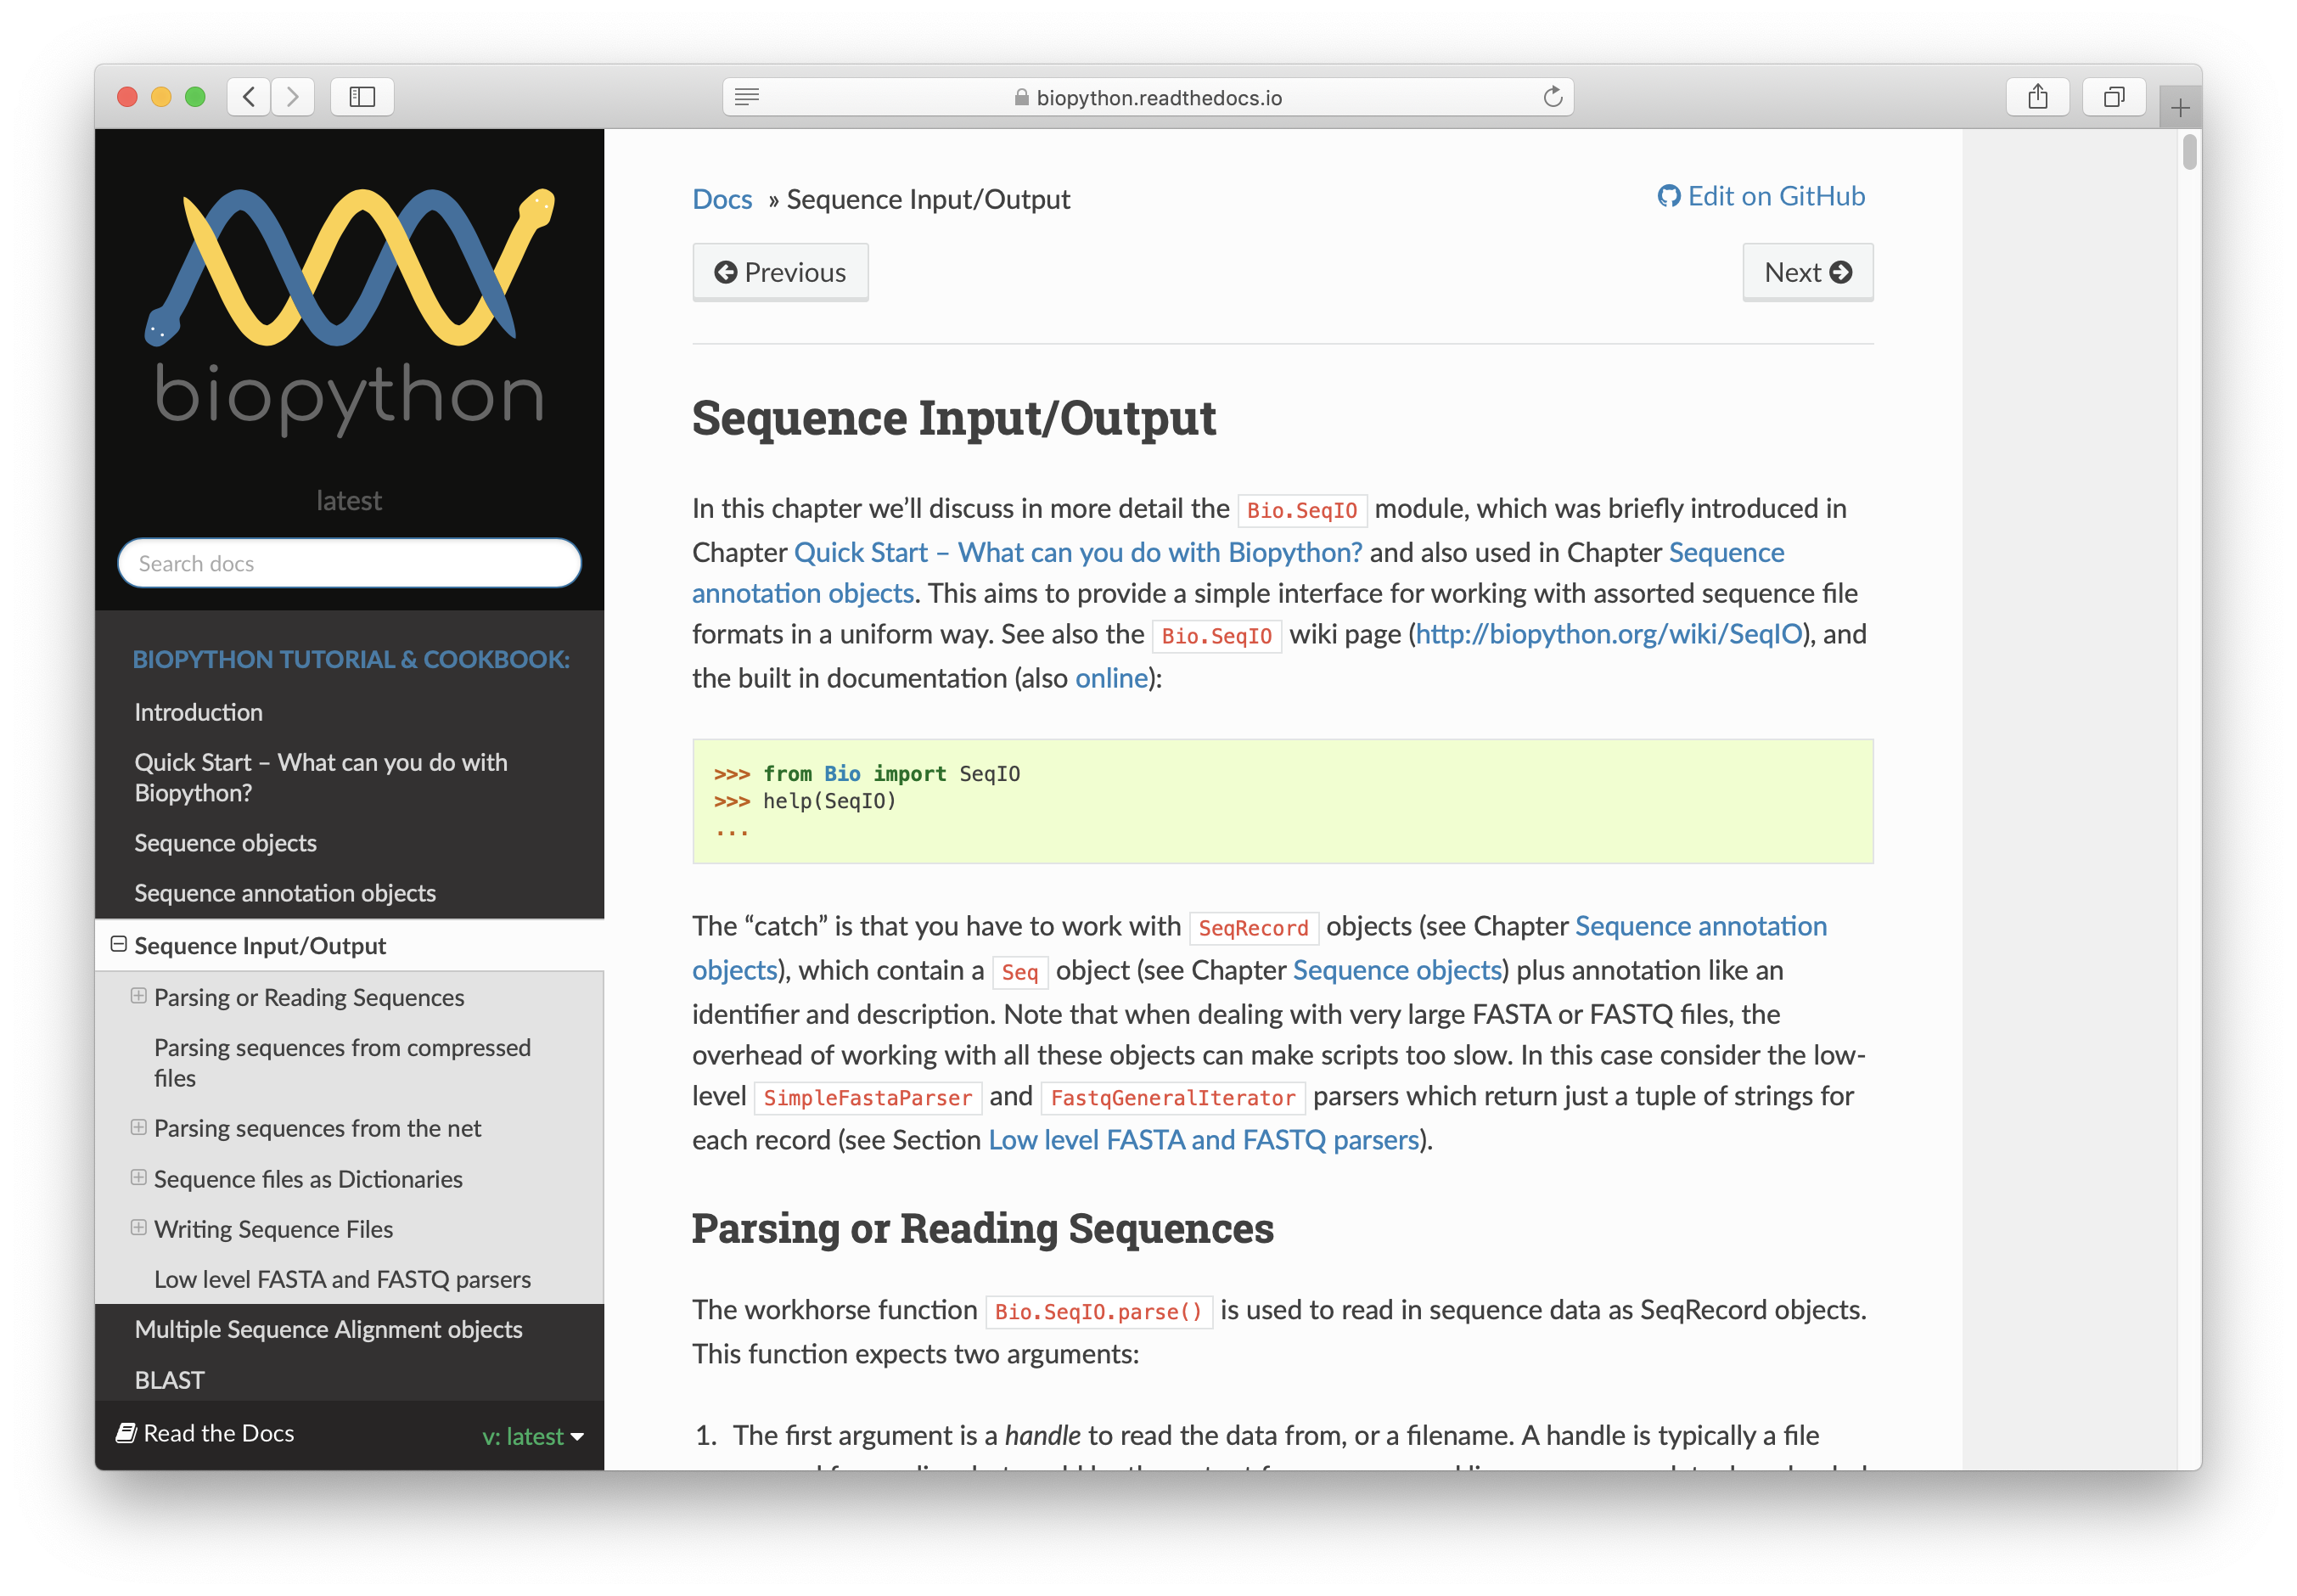 biopython.readthedocs.io
biopython
latest
Search docs
BIOPYTHON TUTORIAL & COOKBOOK:
Introduction
Quick Start – What can you do with
Biopython?
Sequence objects
Sequence annotation objects
Sequence Input/Output
Parsing or Reading Sequences
Parsing sequences from compressed
files
Parsing sequences from the net
Sequence files as Dictionaries
Writing Sequence Files
Low level FASTA and FASTQ parsers
Multiple Sequence Alignment objects
BLAST
Read the Docs
v: latest
Docs » Sequence Input/Output
Edit on GitHub
Previous
Next
Sequence Input/Output
In this chapter we’ll discuss in more detail the Bio.SeqIO module, which was briefly introduced in
Chapter Quick Start – What can you do with Biopython? and also used in Chapter Sequence
annotation objects. This aims to provide a simple interface for working with assorted sequence file
formats in a uniform way. See also the Bio.SeqIO wiki page (http://biopython.org/wiki/SeqIO), and
the built in documentation (also online):
>>> from Bio import SeqIO
>>> help(SeqIO)
...
The “catch” is that you have to work with SeqRecord objects (see Chapter Sequence annotation
objects), which contain a Seq object (see Chapter Sequence objects) plus annotation like an
identifier and description. Note that when dealing with very large FASTA or FASTQ files, the
overhead of working with all these objects can make scripts too slow. In this case consider the low-
level SimpleFastaParser and FastqGeneralIterator parsers which return just a tuple of strings for
each record (see Section Low level FASTA and FASTQ parsers).
Parsing or Reading Sequences
The workhorse function Bio.SeqIO.parse() is used to read in sequence data as SeqRecord objects.
This function expects two arguments:
1. The first argument is a handle to read the data from, or a filename. A handle is typically a file